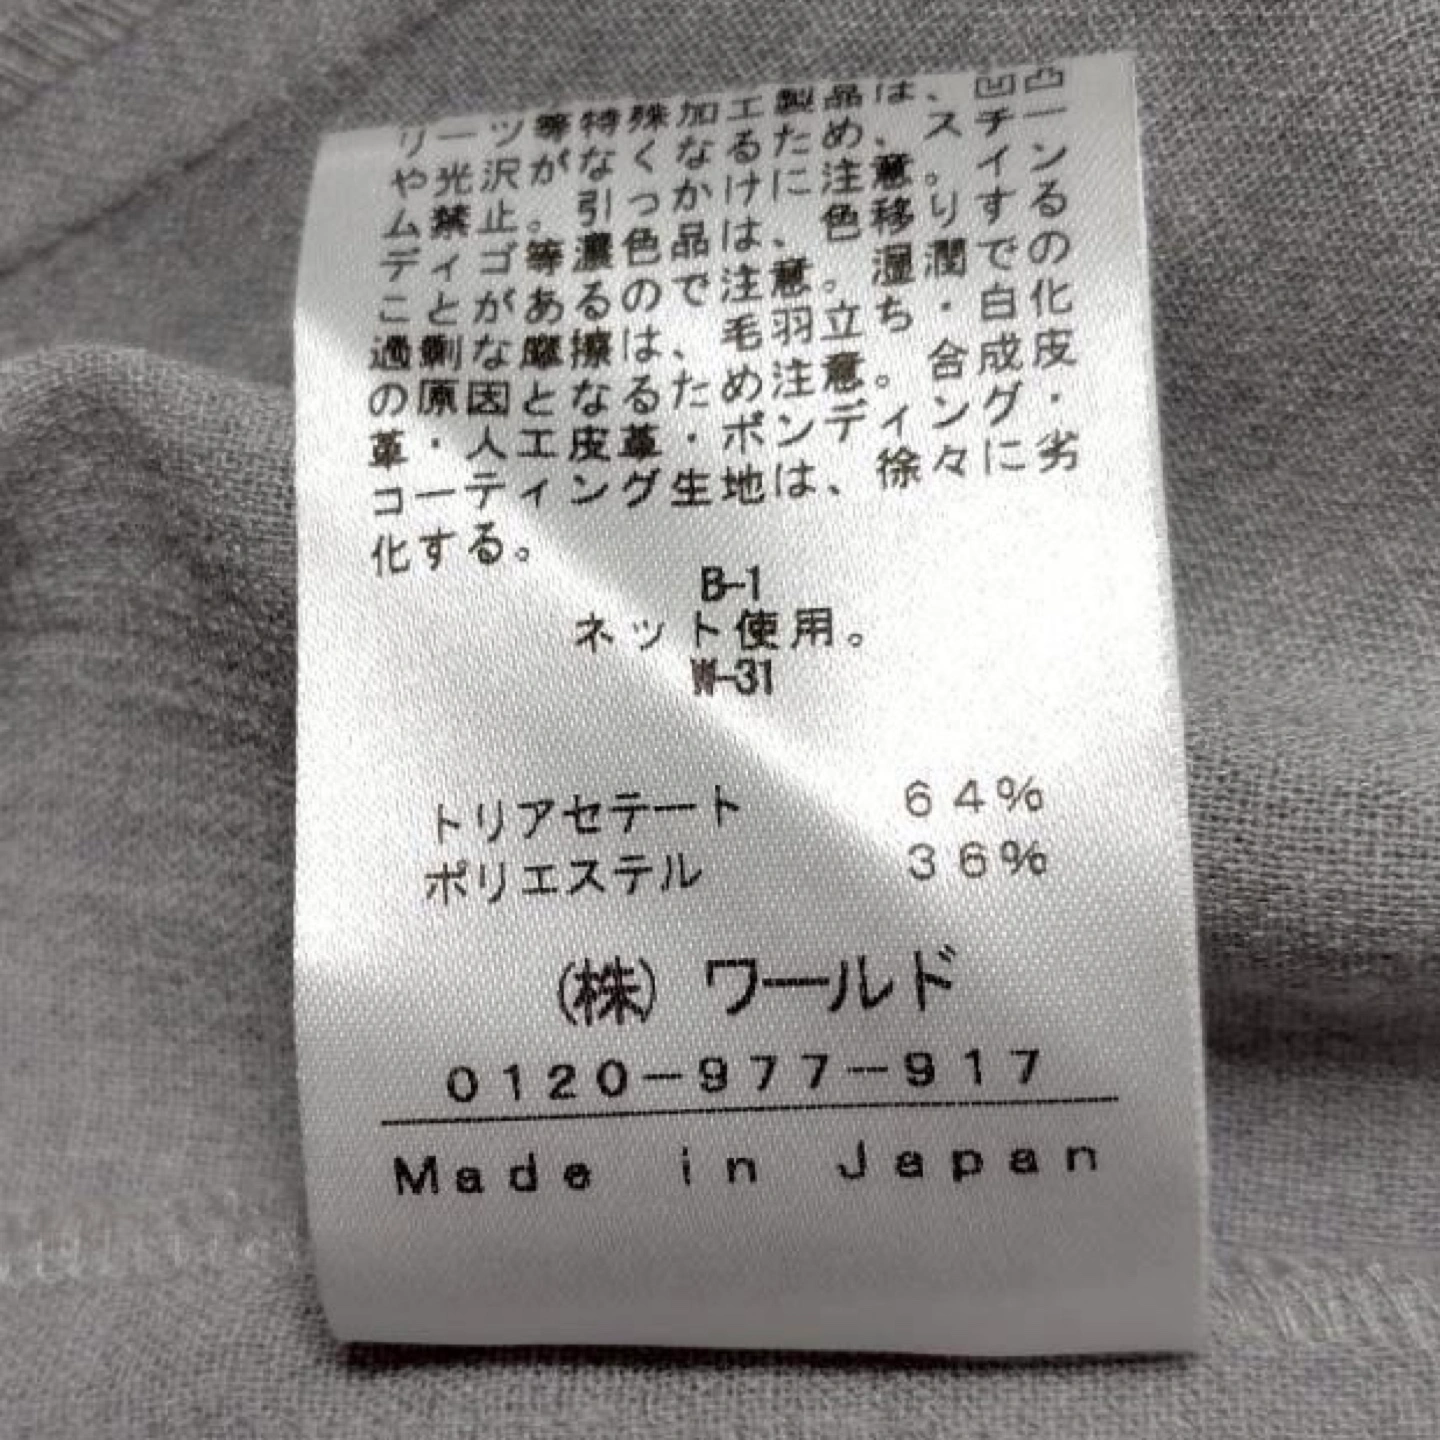 リーツ等特殊加工製品は、凹凸
や光沢がなくなるため、スチー
ム禁止。引っかけに注意。イン
ディゴ等濃色品は、色移りする
ことがあるので注意。湿潤での
過剰な摩擦は、毛羽立ち・白化
の原因となるため注意。合成皮
革・人工皮革・ボンディング・
コーティング生地は、徐々に劣
化する。
B-1
ネット使用。
W-31
トリアセテート 64%
ポリエステル 36%
(株) ワールド
0120-977-917
Made in Japan